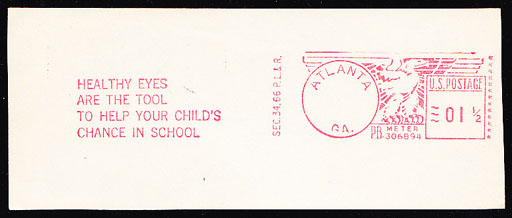 HEALTHY EYES
ARE THE TOOL
TO HELP YOUR CHILD'S
CHANCE IN SCHOOL
SEC.34.66 P.L.&R.
ATLANTA
GA.
U.S.POSTAGE
01 ½
PB METER
306894